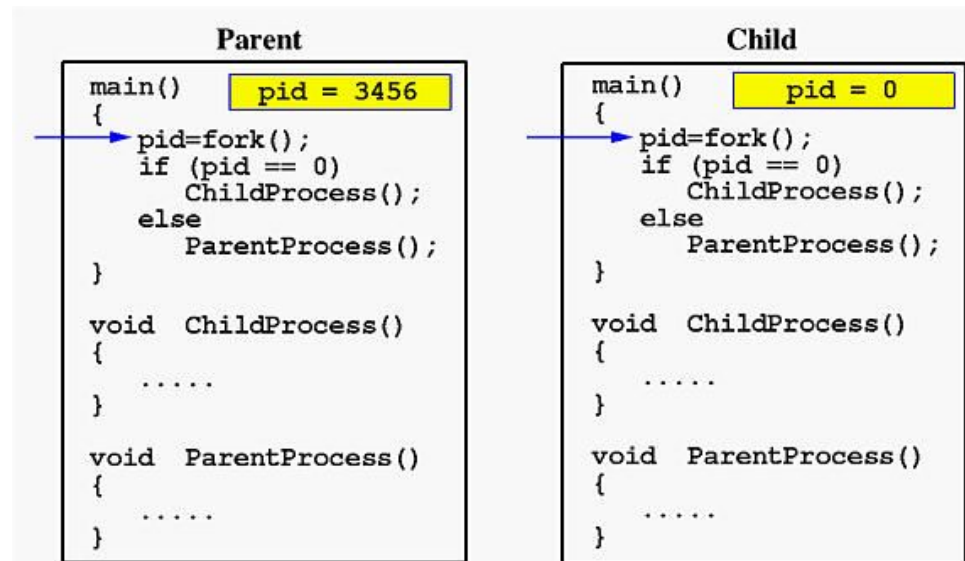 Parent
main()
pid = 3456
{
pid=fork();
if (pid == 0)
ChildProcess();
else
ParentProcess();
}
void ChildProcess()
{
.....
}
void ParentProcess()
{
.....
}
Child
main()
pid = 0
{
pid=fork();
if (pid == 0)
ChildProcess();
else
ParentProcess();
}
void ChildProcess()
{
.....
}
void ParentProcess()
{
.....
}